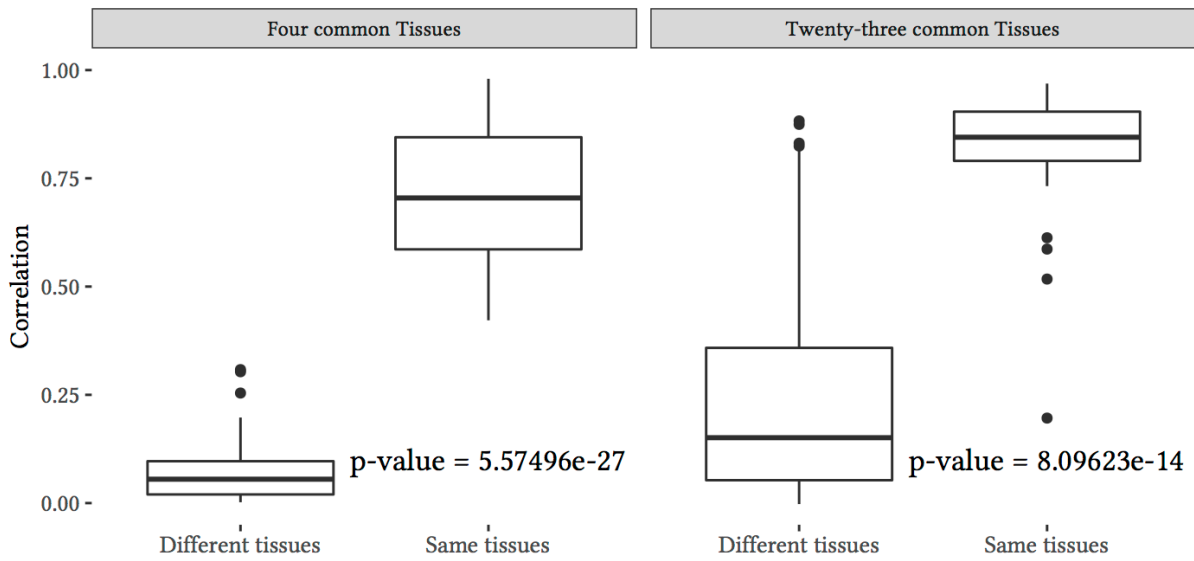 Four common Tissues
Twenty-three common Tissues
Correlation
1.00
0.75
0.50
0.25
0.00
p-value = 5.57496e-27
p-value = 8.09623e-14
Different tissues
Same tissues
Different tissues
Same tissues